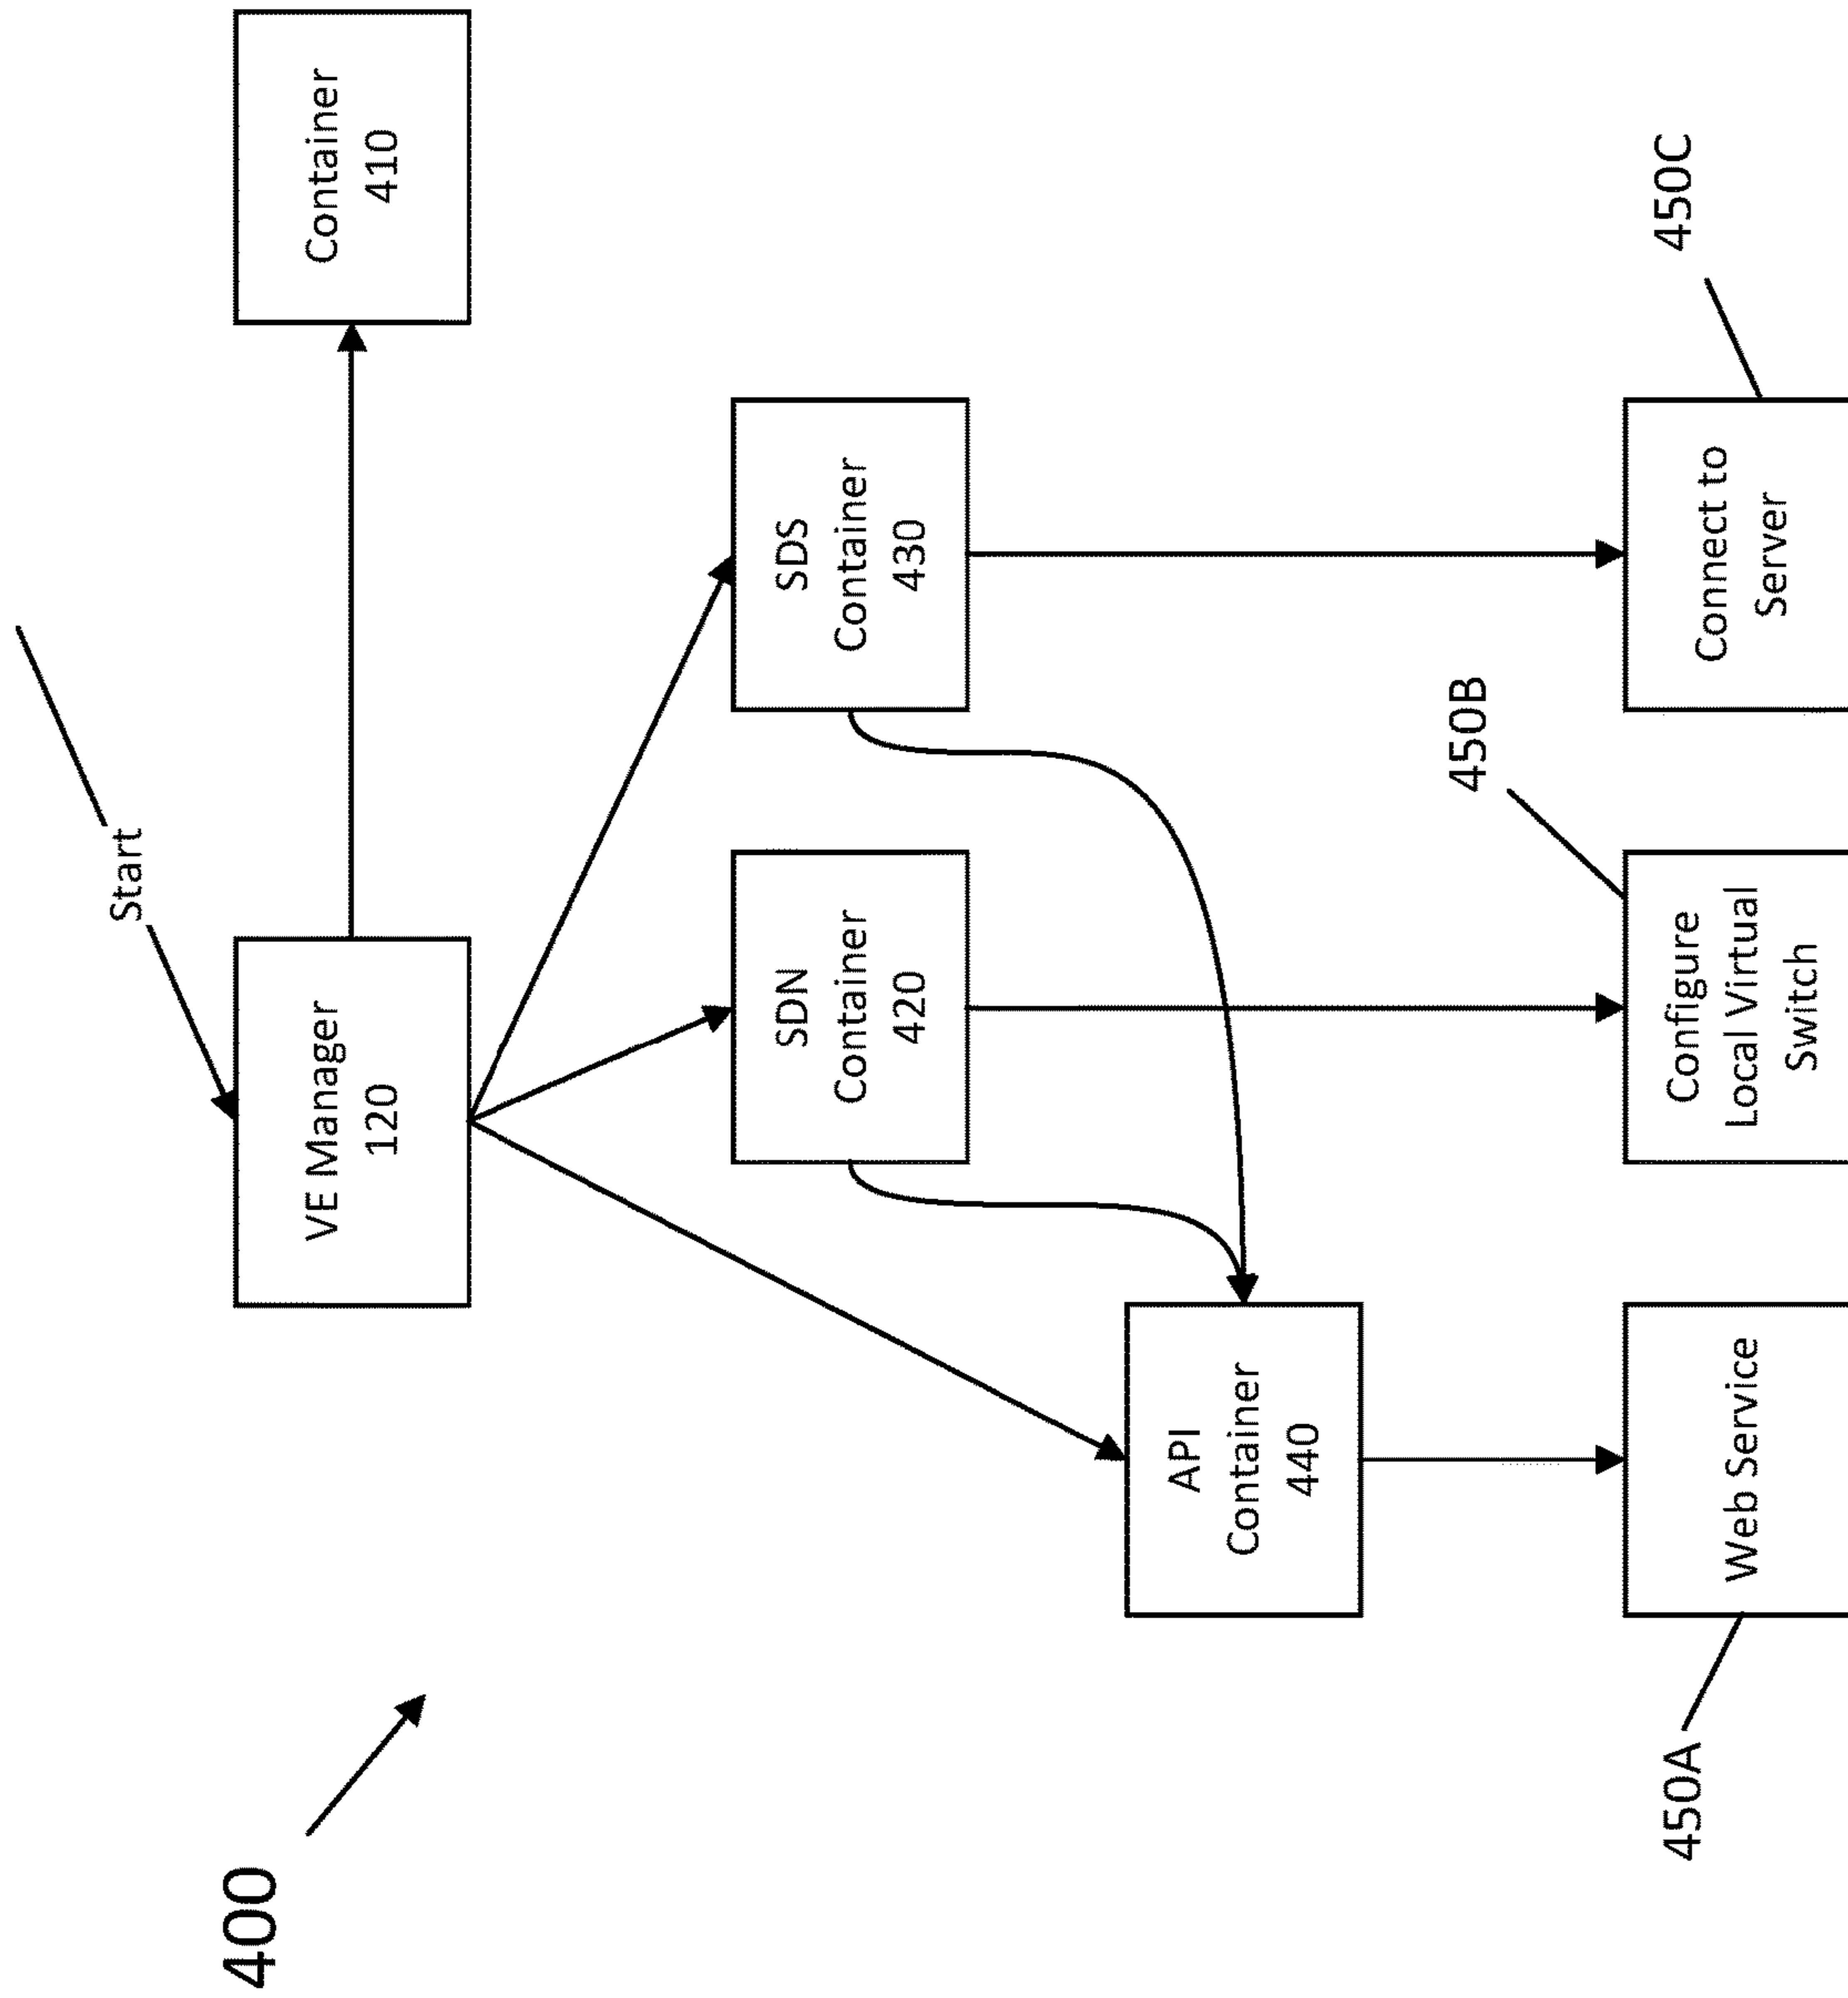 400
Start
VE Manager
120
Container
410
SDN
Container
420
SDS
Container
430
API
Container
440
450A
Web Service
450B
Configure
Local Virtual
Switch
450C
Connect to
Server